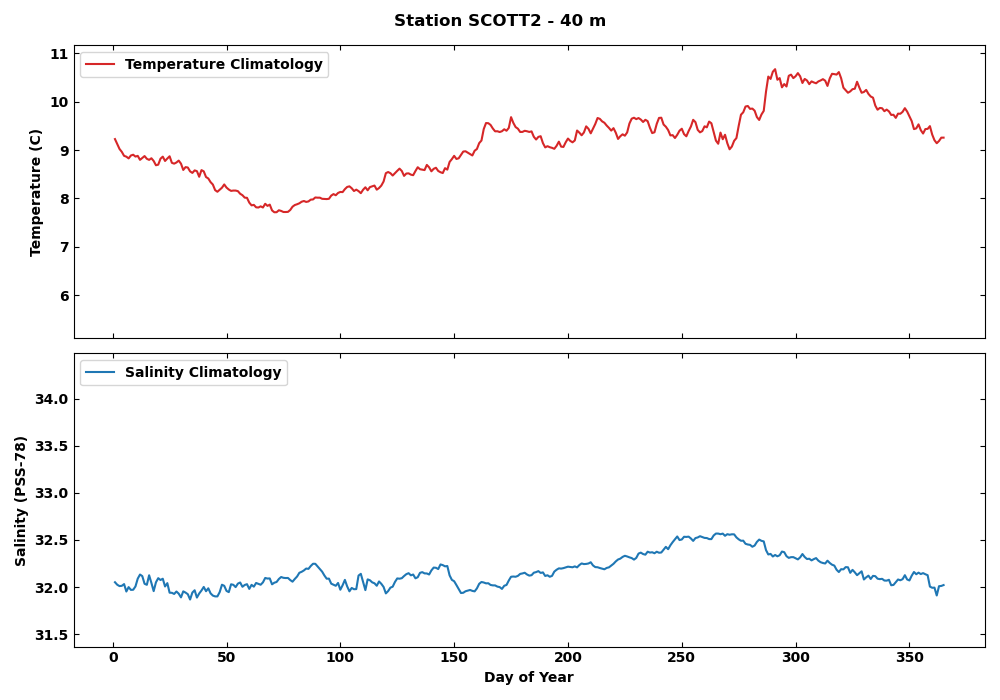 Station SCOTT2 - 40 m
Temperature Climatology
Temperature (C)
11
10
9
8
7
6
Salinity Climatology
Salinity (PSS-78)
34.0
33.5
33.0
32.5
32.0
31.5
0 50 100 150 200 250 300 350
Day of Year